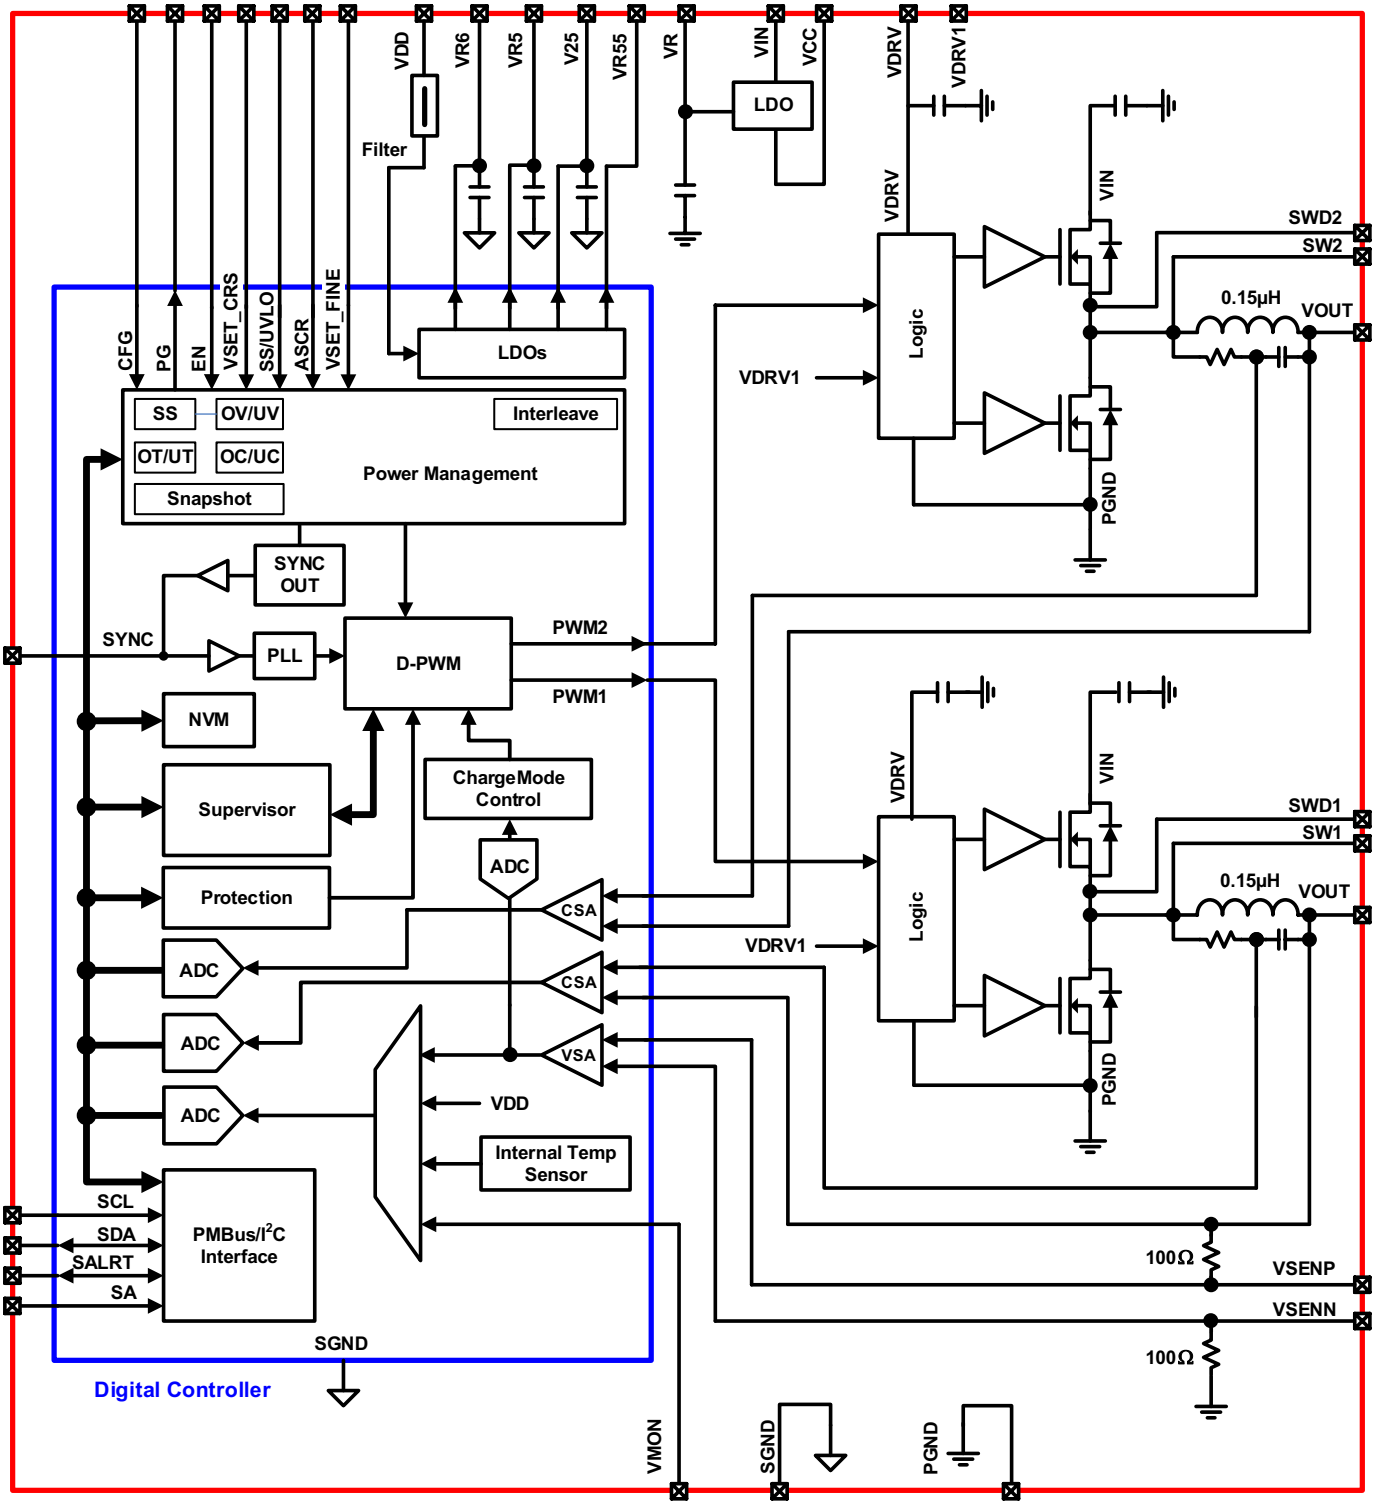 VDD
VR6
VR5
V25
VR55
VR
VIN
VCC
VDRV
VDRV1
LDO
Filter
VDRV
VIN
SWD2
SW2
0.15µH
VOUT
CFG
PG
EN
VSET_CRS
SS/UVLO
ASCR
VSET_FINE
LDOs
Logic
VDRV1
SS
OV/UV
Interleave
OT/UT
OC/UC
Power Management
Snapshot
PGND
SYNC
OUT
SYNC
PLL
D-PWM
PWM2
PWM1
NVM
VDRV
VIN
ChargeMode
Control
Supervisor
SWD1
SW1
0.15µH
VOUT
ADC
Protection
CSA
Logic
VDRV1
ADC
CSA
ADC
VSA
PGND
VDD
ADC
Internal Temp
Sensor
SCL
SDA
SALRT
SA
PMBus/I²C
Interface
100Ω
VSENP
VSENN
SGND
100Ω
Digital Controller
VMON
SGND
PGND